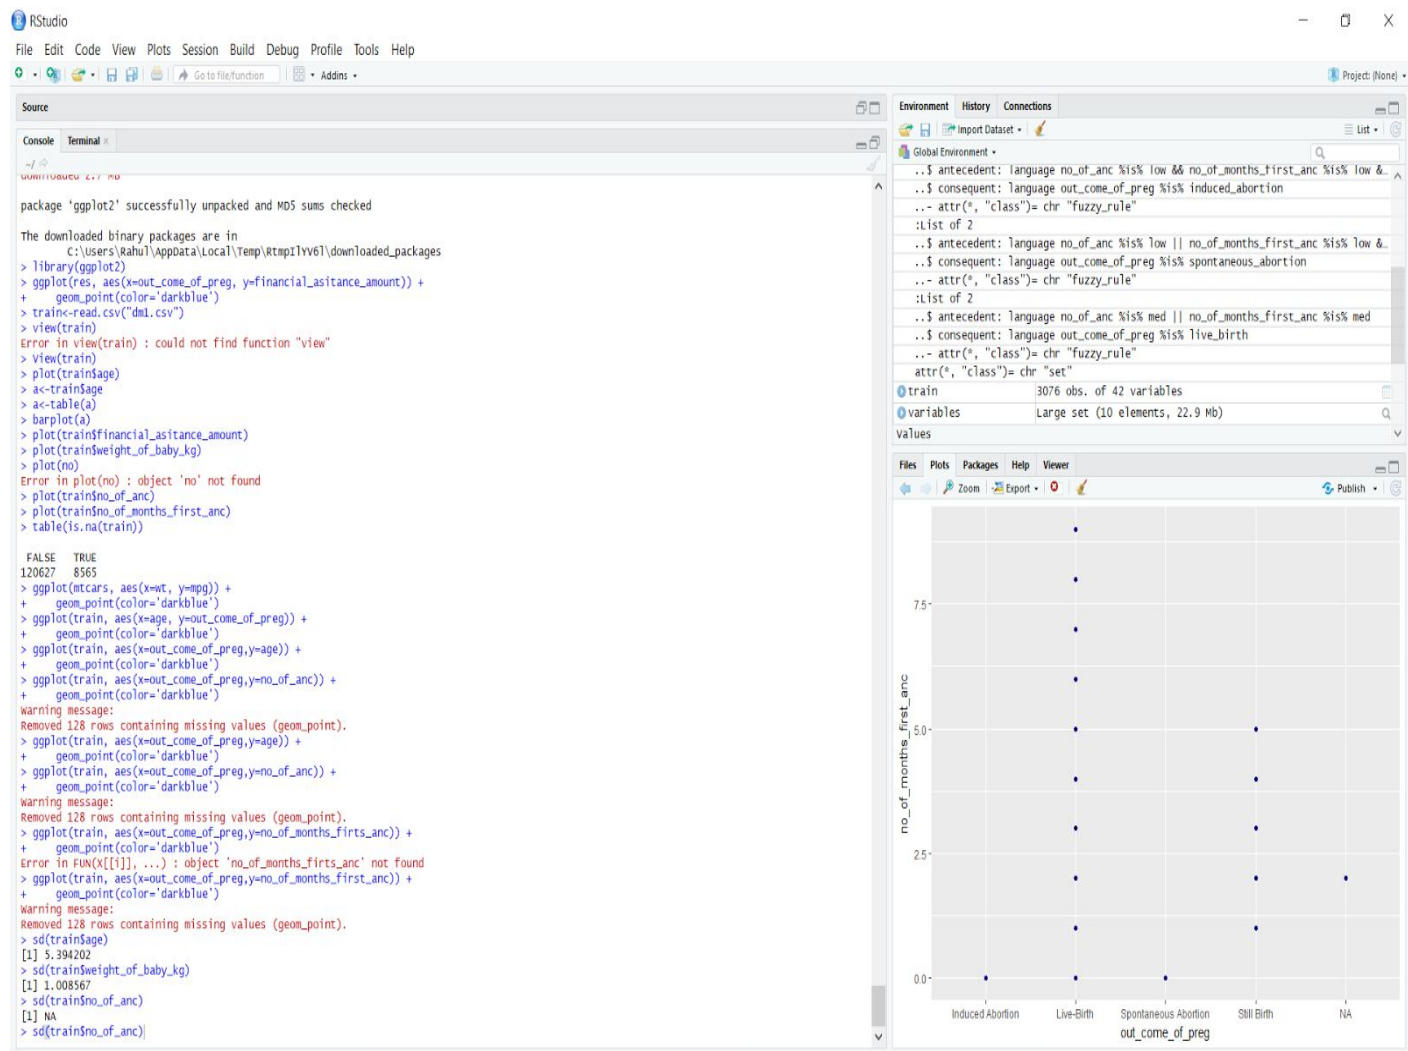 RStudio
File Edit Code View Plots Session Build Debug Profile Tools Help
Go to file/function Addins
Project: (None)
Source
Console Terminal
~/
downloaded 2.7 MB
package 'ggplot2' successfully unpacked and MD5 sums checked
The downloaded binary packages are in
C:\Users\Rahul\AppData\Local\Temp\RtmpIlYV6l\downloaded_packages
> library(ggplot2)
> ggplot(res, aes(x=out_come_of_preg, y=financial_asitance_amount)) +
+ geom_point(color='darkblue')
> train<-read.csv("dm1.csv")
> view(train)
Error in view(train) : could not find function "view"
> View(train)
> plot(train$age)
> a<-train$age
> a<-table(a)
> barplot(a)
> plot(train$financial_asitance_amount)
> plot(train$weight_of_baby_kg)
> plot(no)
Error in plot(no) : object 'no' not found
> plot(train$no_of_anc)
> plot(train$no_of_months_first_anc)
> table(is.na(train))
FALSE TRUE
120627 8565
> ggplot(mtcars, aes(x=wt, y=mpg)) +
+ geom_point(color='darkblue')
> ggplot(train, aes(x=age, y=out_come_of_preg)) +
+ geom_point(color='darkblue')
> ggplot(train, aes(x=out_come_of_preg,y=age)) +
+ geom_point(color='darkblue')
> ggplot(train, aes(x=out_come_of_preg,y=no_of_anc)) +
+ geom_point(color='darkblue')
Warning message:
Removed 128 rows containing missing values (geom_point).
> ggplot(train, aes(x=out_come_of_preg,y=age)) +
+ geom_point(color='darkblue')
> ggplot(train, aes(x=out_come_of_preg,y=no_of_anc)) +
+ geom_point(color='darkblue')
Warning message:
Removed 128 rows containing missing values (geom_point).
> ggplot(train, aes(x=out_come_of_preg,y=no_of_months_firts_anc)) +
+ geom_point(color='darkblue')
Error in FUN(X[[i]], ...) : object 'no_of_months_firts_anc' not found
> ggplot(train, aes(x=out_come_of_preg,y=no_of_months_first_anc)) +
+ geom_point(color='darkblue')
Warning message:
Removed 128 rows containing missing values (geom_point).
> sd(train$age)
[1] 5.394202
> sd(train$weight_of_baby_kg)
[1] 1.008567
> sd(train$no_of_anc)
[1] NA
> sd(train$no_of_anc)
Environment History Connections
Import Dataset List
Global Environment
..$ antecedent: language no_of_anc %is% low && no_of_months_first_anc %is% low &…
..$ consequent: language out_come_of_preg %is% induced_abortion
..- attr(*, "class")= chr "fuzzy_rule"
:List of 2
..$ antecedent: language no_of_anc %is% low || no_of_months_first_anc %is% low &…
..$ consequent: language out_come_of_preg %is% spontaneous_abortion
..- attr(*, "class")= chr "fuzzy_rule"
:List of 2
..$ antecedent: language no_of_anc %is% med || no_of_months_first_anc %is% med
..$ consequent: language out_come_of_preg %is% live_birth
..- attr(*, "class")= chr "fuzzy_rule"
attr(*, "class")= chr "set"
train 3076 obs. of 42 variables
variables Large set (10 elements, 22.9 Mb)
Values
Files Plots Packages Help Viewer
Zoom Export Publish
7.5
5.0
2.5
0.0
no_of_months_first_anc
Induced Abortion Live-Birth Spontaneous Abortion Still Birth NA
out_come_of_preg